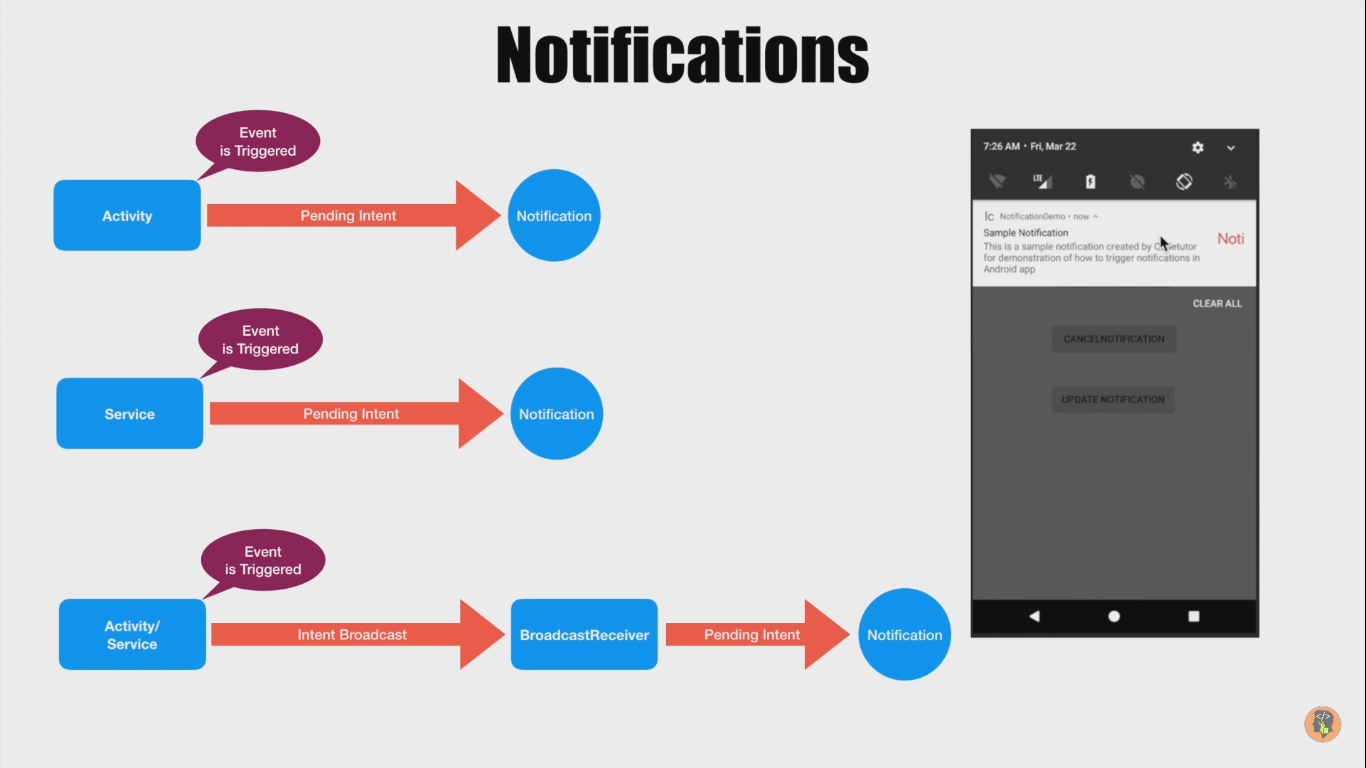 Notifications
Event
is Triggered
Activity
Pending Intent
Notification
Event
is Triggered
Service
Pending Intent
Notification
Event
is Triggered
Activity/
Service
Intent Broadcast
BroadcastReceiver
Pending Intent
Notification
7:26 AM • Fri, Mar 22
LTE
Ic NotificationDemo • now
Sample Notification
Noti
This is a sample notification created by
for demonstration of how to trigger notifications in
Android app
CLEAR ALL
CANCELNOTIFICATION
UPDATE NOTIFICATION